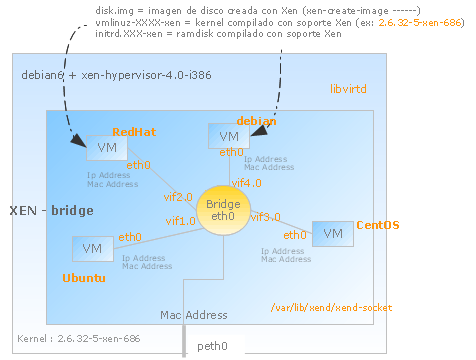 disk.img = imagen de disco creada con Xen (xen-create-image ------)
vmlinuz-XXXX-xen = kernel compilado con soporte Xen (ex: 2.6.32-5-xen-686)
initrd.XXX-xen = ramdisk compilado con soporte Xen
debian6 + xen-hypervisor-4.0-i386
libvirtd
RedHat
VM
eth0
Ip Address
Mac Address
debian
VM
eth0
Ip Address
Mac Address
vif2.0
vif4.0
XEN - bridge
Bridge
eth0
vif1.0
vif3.0
eth0
VM
Ip Address
Mac Address
Ubuntu
CentOS
eth0
VM
Ip Address
Mac Address
/var/lib/xend/xend-socket
Mac Address
Kernel : 2.6.32-5-xen-686
peth0